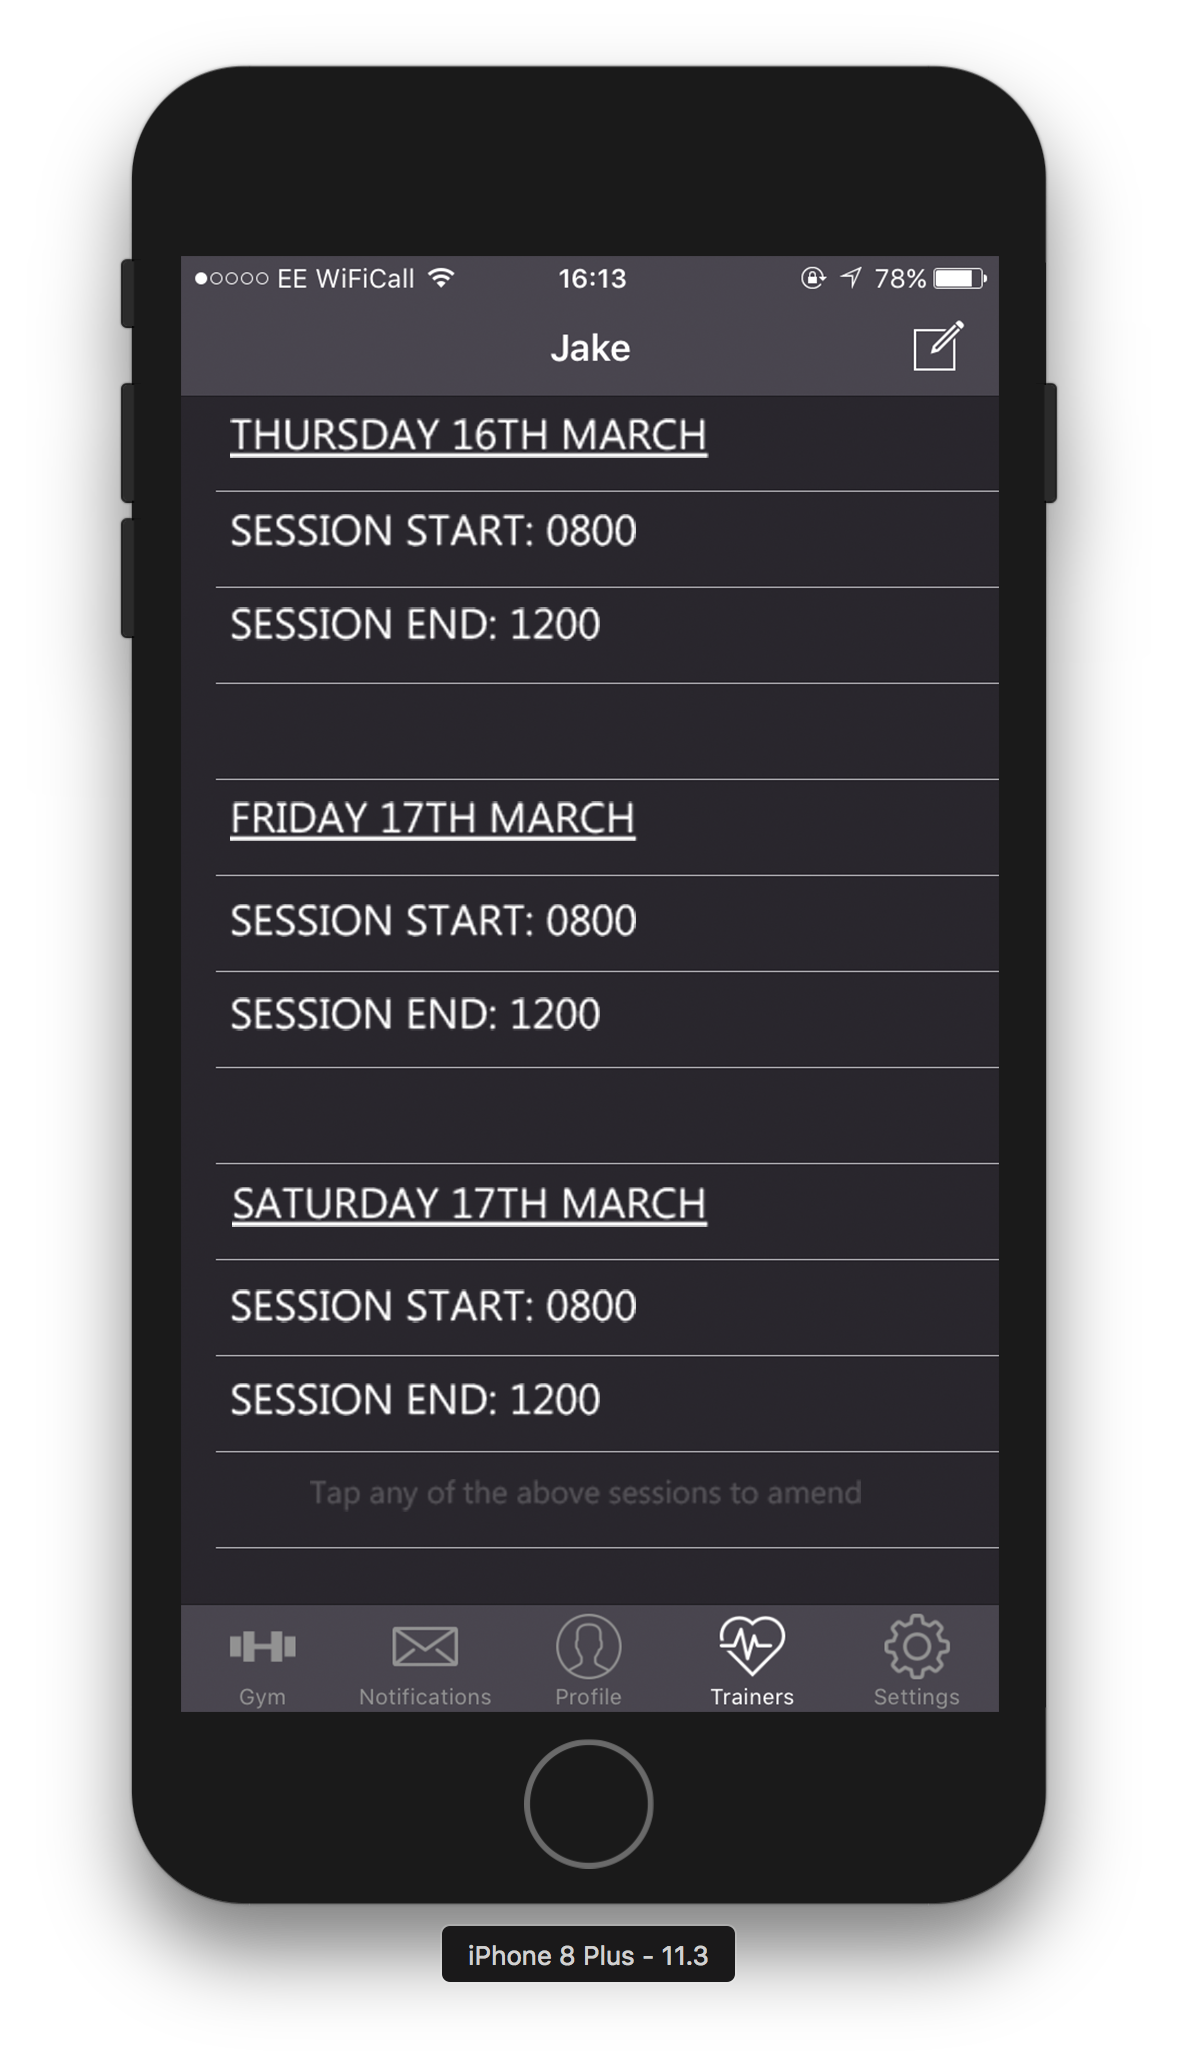 EE WiFiCall 16:13 78%
Jake
THURSDAY 16TH MARCH
SESSION START: 0800
SESSION END: 1200
FRIDAY 17TH MARCH
SESSION START: 0800
SESSION END: 1200
SATURDAY 17TH MARCH
SESSION START: 0800
SESSION END: 1200
Tap any of the above sessions to amend
Gym Notifications Profile Trainers Settings
iPhone 8 Plus - 11.3